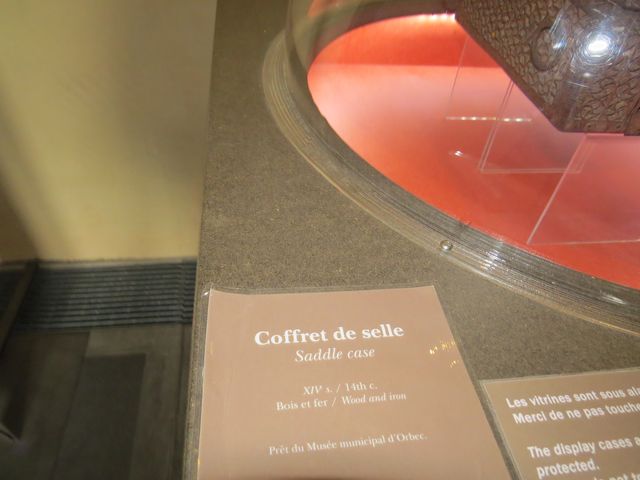 Coffret de selle
Saddle case
XIV s. / 14th c.
Bois et fer / Wood and iron
Prêt du Musée municipal d'Orbec.
Les vitrines sont sous
Merci de ne pas
The display cases
protected.